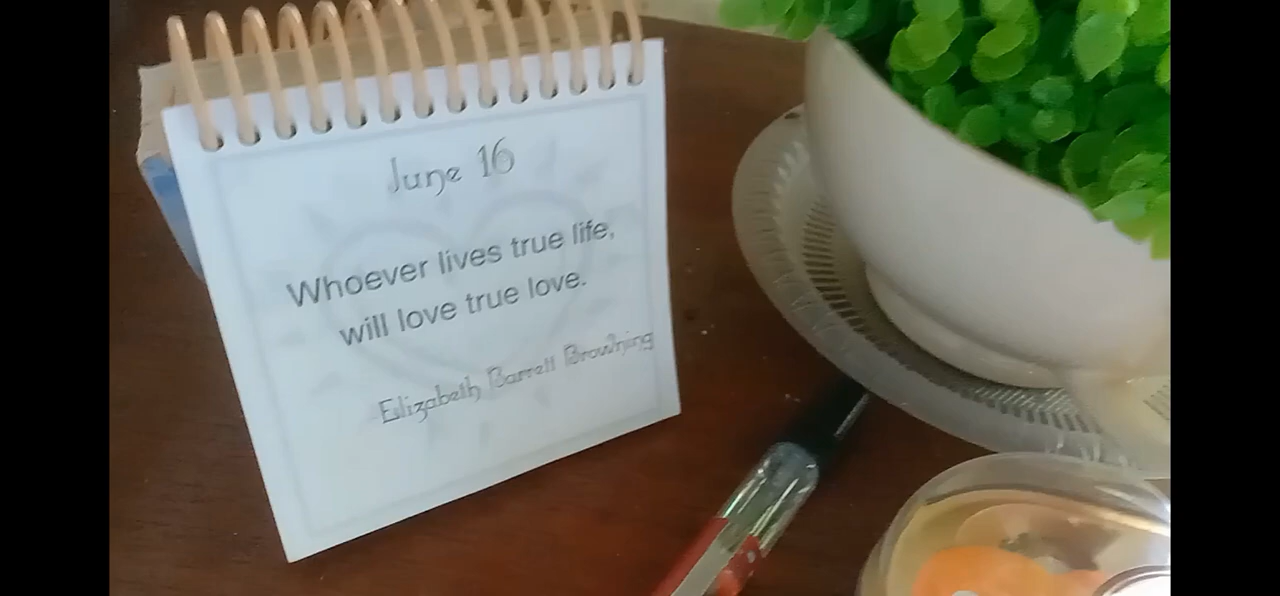 June 16
Whoever lives true life,
will love true love.
Elizabeth Barrett Browning